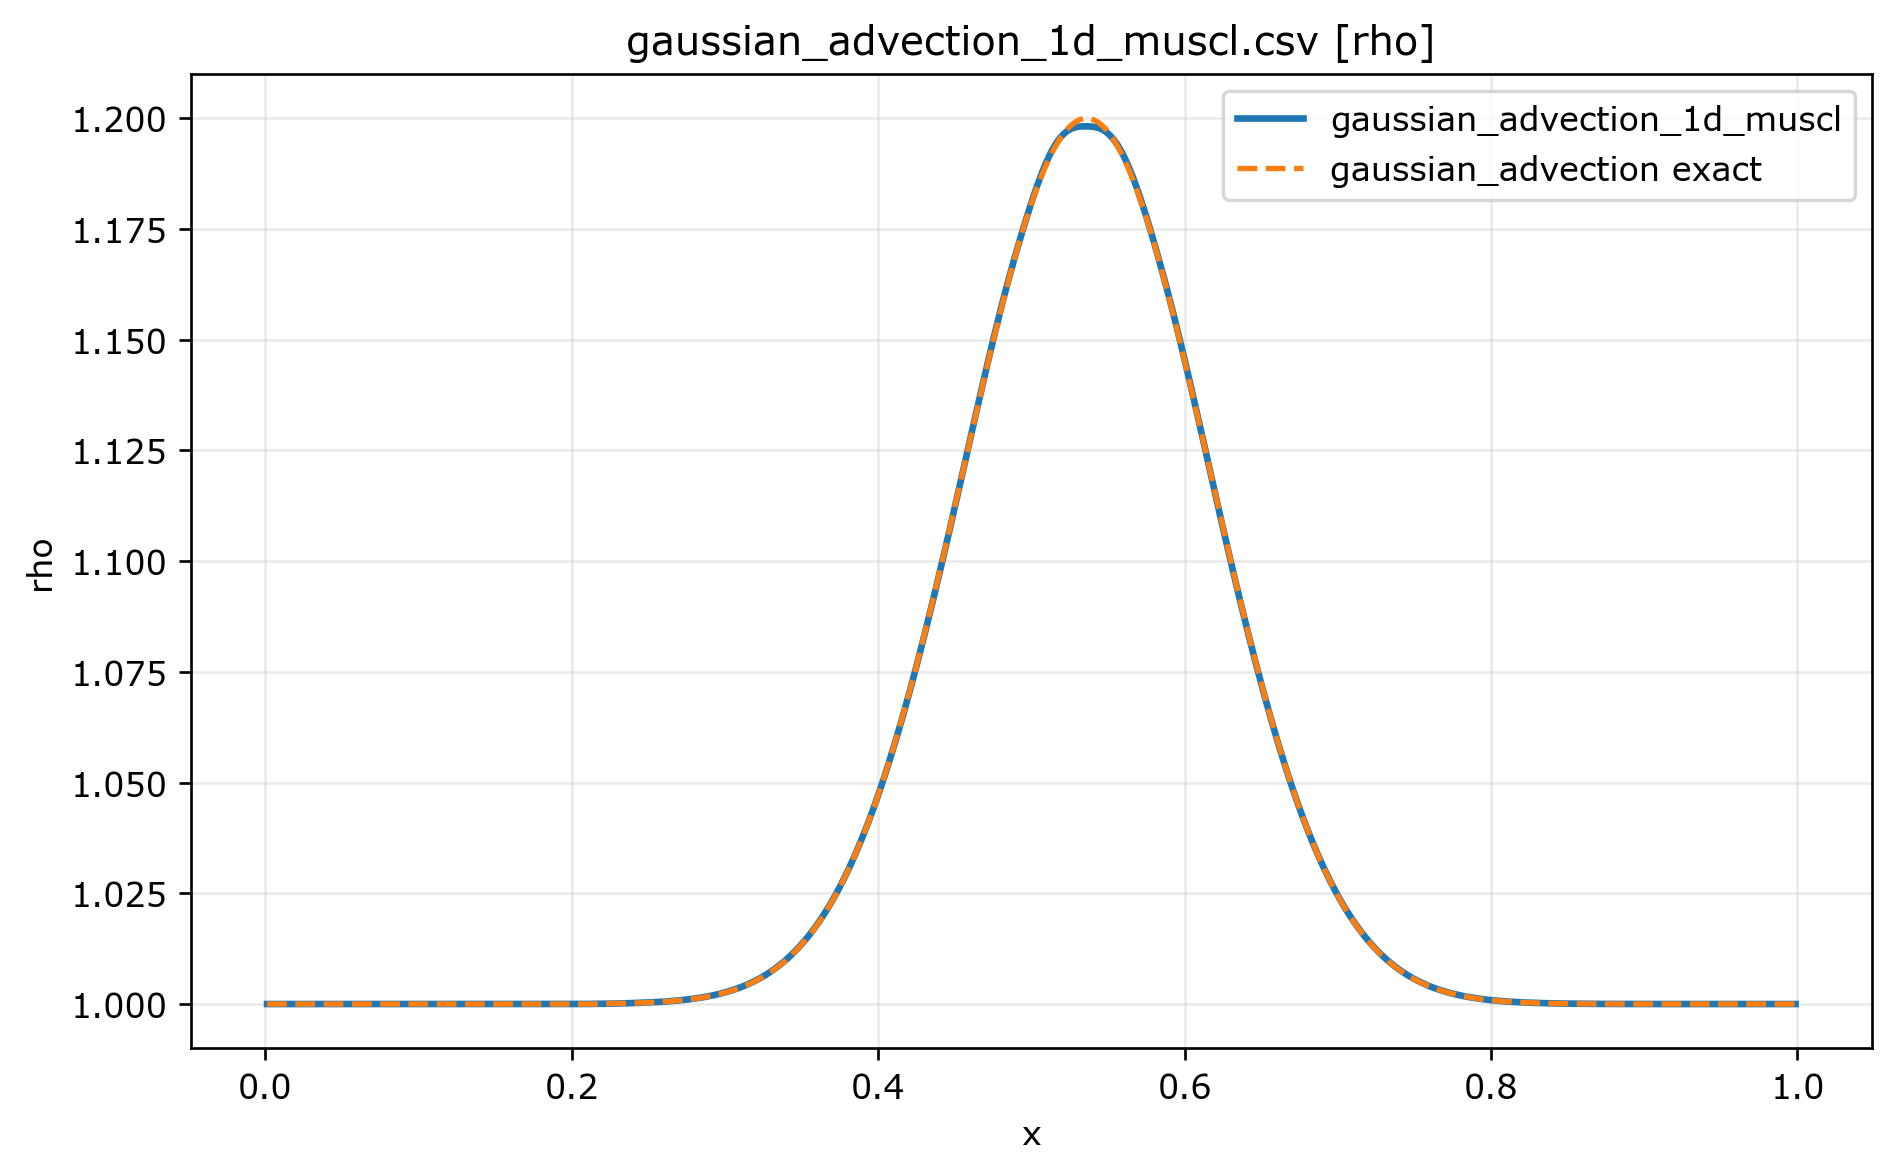 gaussian_advection_1d_muscl.csv [rho]
gaussian_advection_1d_muscl
gaussian_advection exact
1.200
1.175
1.150
1.125
1.100
1.075
1.050
1.025
1.000
rho
0.0 0.2 0.4 0.6 0.8 1.0
x